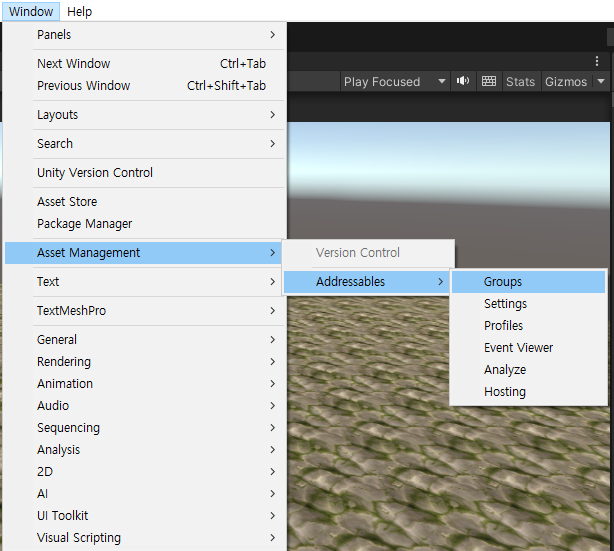 Window Help
Panels
Next Window Ctrl+Tab
Previous Window Ctrl+Shift+Tab
Play Focused Stats Gizmos
Layouts
Search
Unity Version Control
Asset Store
Package Manager
Asset Management Version Control
Text Addressables Groups
Settings
TextMeshPro Profiles
General Event Viewer
Rendering Analyze
Animation Hosting
Audio
Sequencing
Analysis
2D
AI
UI Toolkit
Visual Scripting